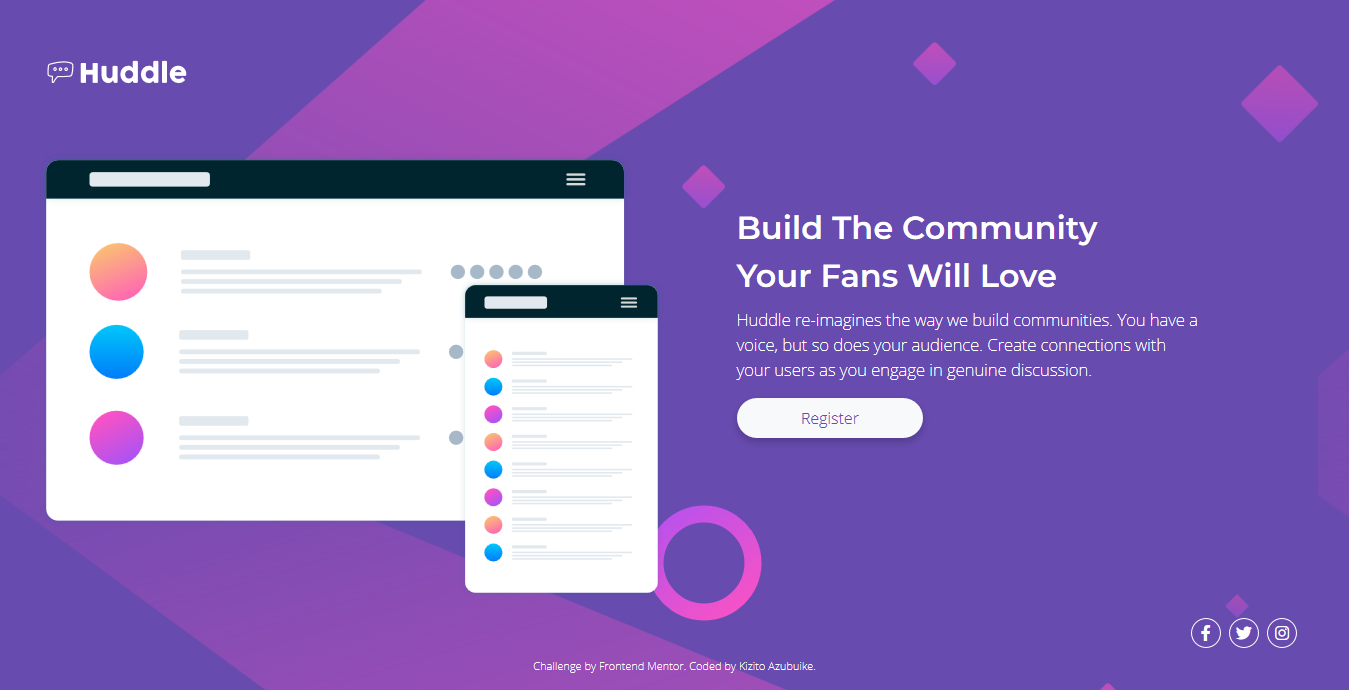 Huddle
Build The Community
Your Fans Will Love
Huddle re-imagines the way we build communities. You have a
voice, but so does your audience. Create connections with
your users as you engage in genuine discussion.
Register
Challenge by Frontend Mentor. Coded by Kizito Azubuike.